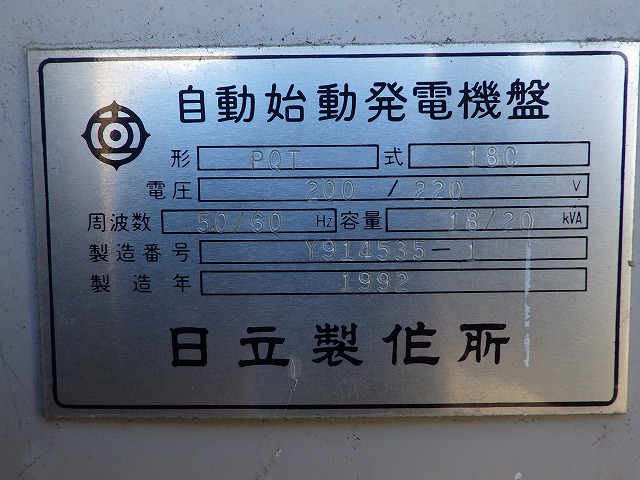 自動始動発電機盤
形 PQT 式 18C
電圧 200 / 220 V
周波数 50/60 Hz 容量 18/20 kVA
製造番号 Y914535-1
製造年 1992
日立製作所